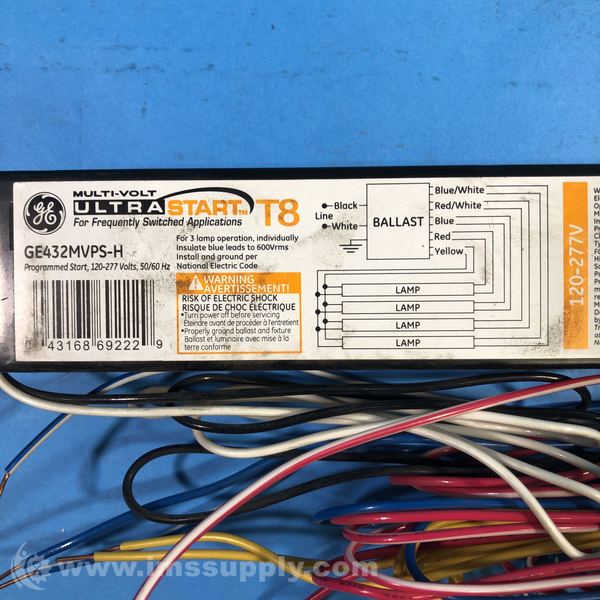 GE
MULTI-VOLT
ULTRASTART™ T8
For Frequently Switched Applications
GE432MVPS-H
Programmed Start, 120-277 Volts, 50/60 Hz
0 43168 69222 9
For 3 lamp operation, individually
Insulate blue leads to 600Vrms
Install and ground per
National Electric Code
WARNING
AVERTISSEMENT!
RISK OF ELECTRIC SHOCK
RISQUE DE CHOC ÉLECTRIQUE
•Turn power off before servicing
Éteindre avant de procéder à l'entretient
•Properly ground ballast and fixture
Ballast et luminaire avec mise à la
terre conforme
Black
Line
White
BALLAST
Blue/White
Red/White
Blue
Red
Yellow
LAMP
LAMP
LAMP
LAMP
120-277V
www.iinssupply.com